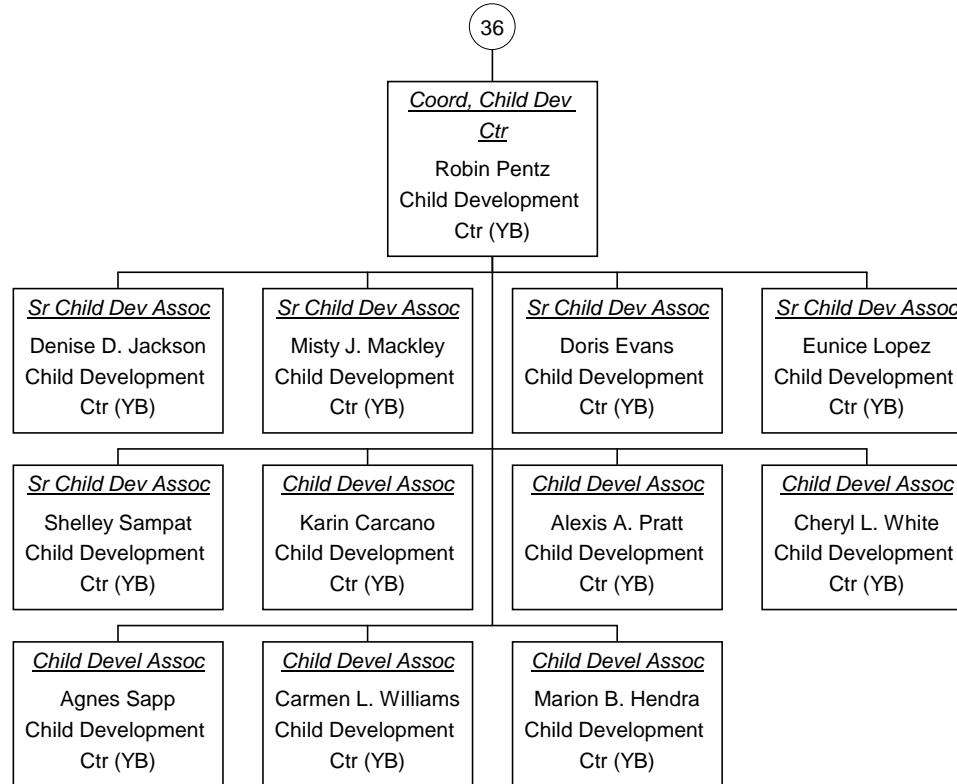 36
Coord, Child Dev
Ctr
Robin Pentz
Child Development
Ctr (YB)
Sr Child Dev Assoc
Denise D. Jackson
Child Development
Ctr (YB)
Sr Child Dev Assoc
Misty J. Mackley
Child Development
Ctr (YB)
Sr Child Dev Assoc
Doris Evans
Child Development
Ctr (YB)
Sr Child Dev Assoc
Eunice Lopez
Child Development
Ctr (YB)
Sr Child Dev Assoc
Shelley Sampat
Child Development
Ctr (YB)
Child Devel Assoc
Karin Carcano
Child Development
Ctr (YB)
Child Devel Assoc
Alexis A. Pratt
Child Development
Ctr (YB)
Child Devel Assoc
Cheryl L. White
Child Development
Ctr (YB)
Child Devel Assoc
Agnes Sapp
Child Development
Ctr (YB)
Child Devel Assoc
Carmen L. Williams
Child Development
Ctr (YB)
Child Devel Assoc
Marion B. Hendra
Child Development
Ctr (YB)